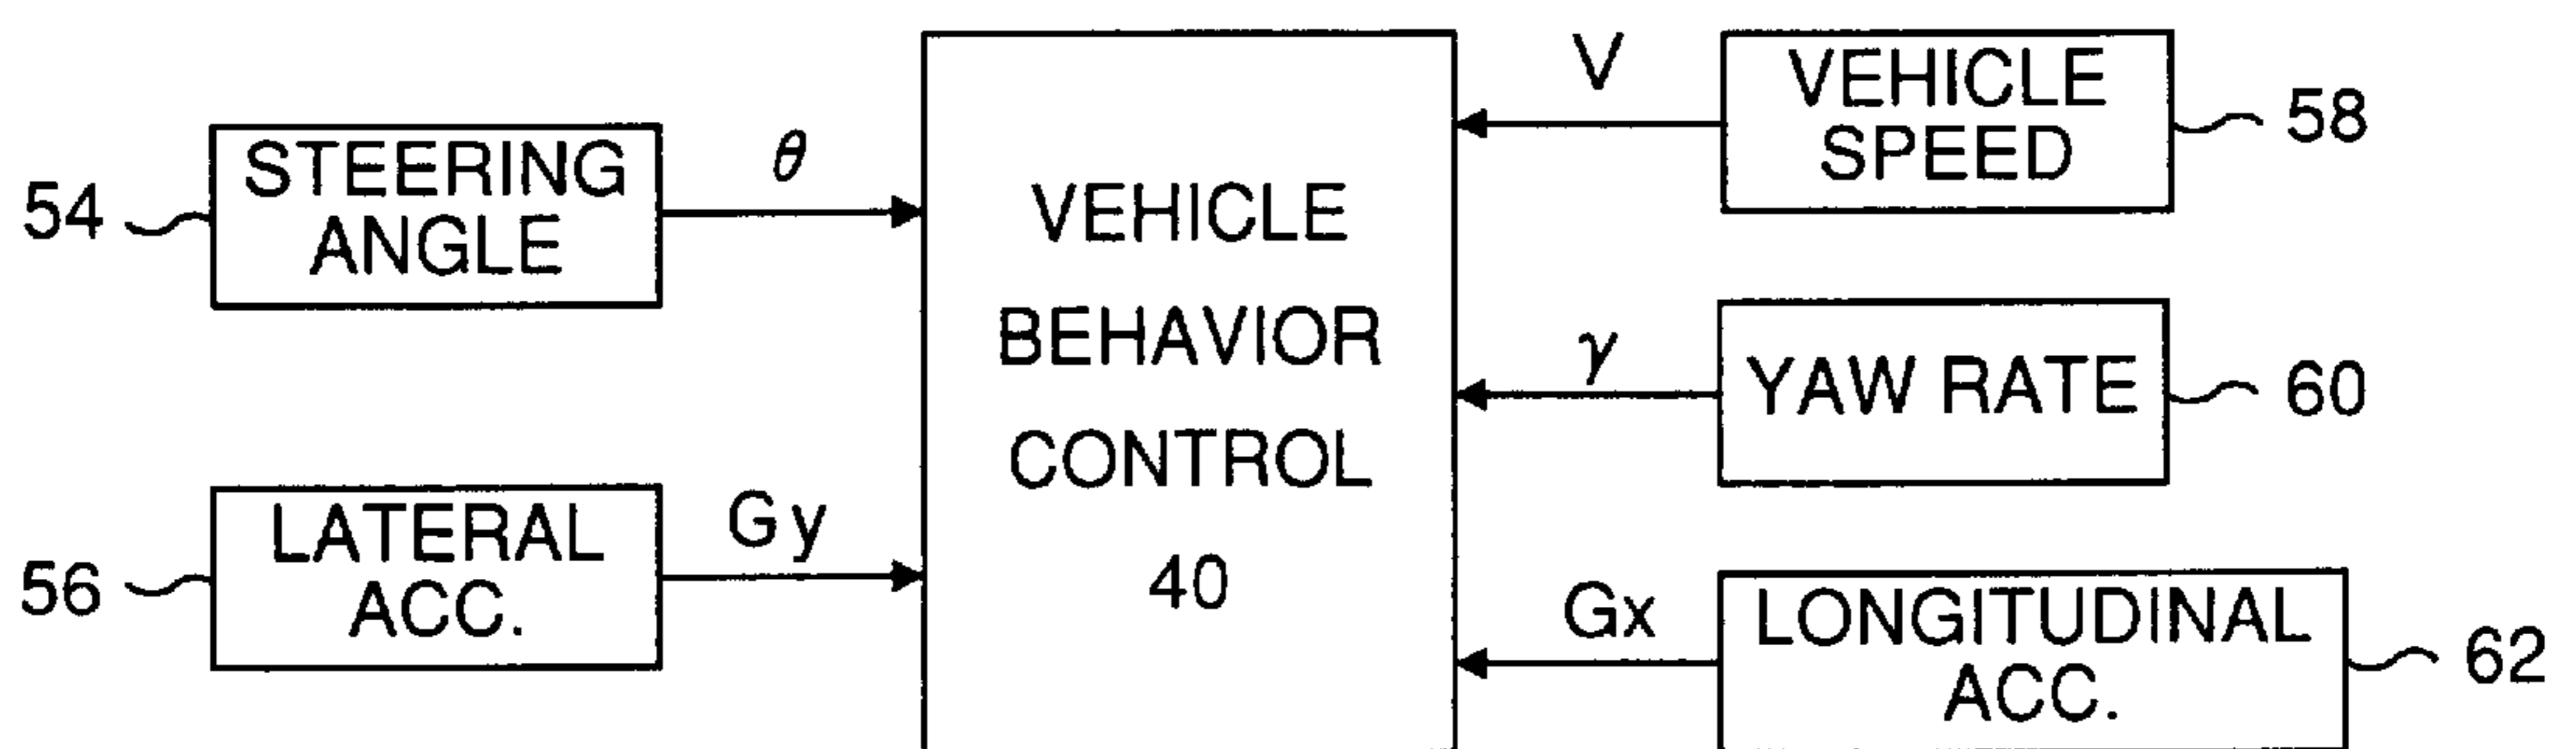 54
STEERING
ANGLE
θ
56
LATERAL
ACC.
Gy
VEHICLE
BEHAVIOR
CONTROL
40
V
VEHICLE
SPEED
58
γ
YAW RATE
60
Gx
LONGITUDINAL
ACC.
62